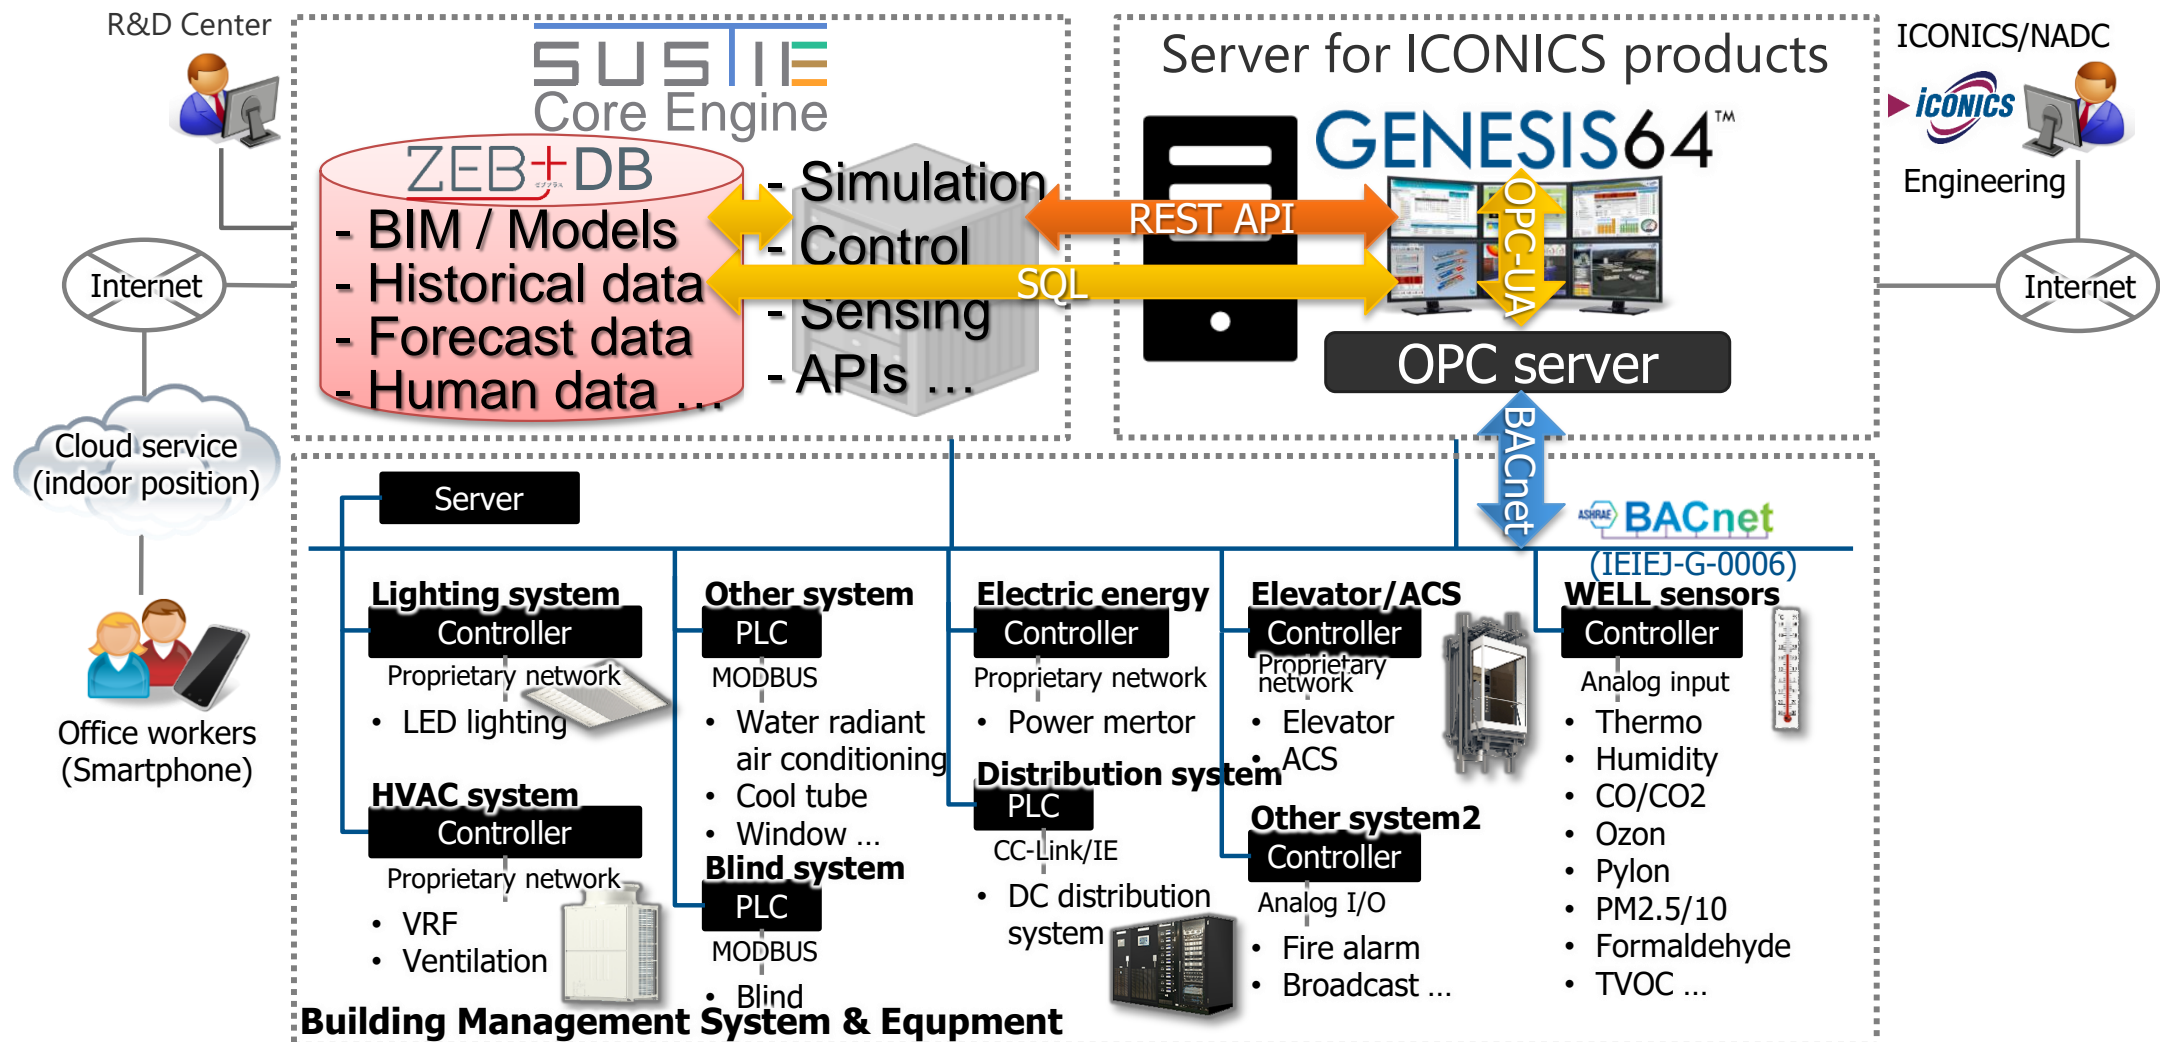 R&D Center
SUSTIE
Core Engine
ZEB+DB
- BIM / Models
- Historical data
- Forecast data
- Human data ...
- Simulation
- Control
- Sensing
- APIs ...
REST API
SQL
Server for ICONICS products
GENESIS64™
OPC-UA
OPC server
BACnet
ICONICS/NADC
ICONICS
Engineering
Internet
Internet
Cloud service
(indoor position)
Office workers
(Smartphone)
Server
ASHRAE BACnet
(IEIEJ-G-0006)
Lighting system
Controller
Proprietary network
• LED lighting
HVAC system
Controller
Proprietary network
• VRF
• Ventilation
Other system
PLC
MODBUS
• Water radiant
air conditioning
• Cool tube
• Window ...
Blind system
PLC
MODBUS
• Blind
Electric energy
Controller
Proprietary network
• Power mertor
Distribution system
PLC
CC-Link/IE
• DC distribution
system
Elevator/ACS
Controller
Proprietary
network
• Elevator
• ACS
Other system2
Controller
Analog I/O
• Fire alarm
• Broadcast ...
WELL sensors
Controller
Analog input
• Thermo
• Humidity
• CO/CO2
• Ozon
• Pylon
• PM2.5/10
• Formaldehyde
• TVOC ...
Building Management System & Equpment